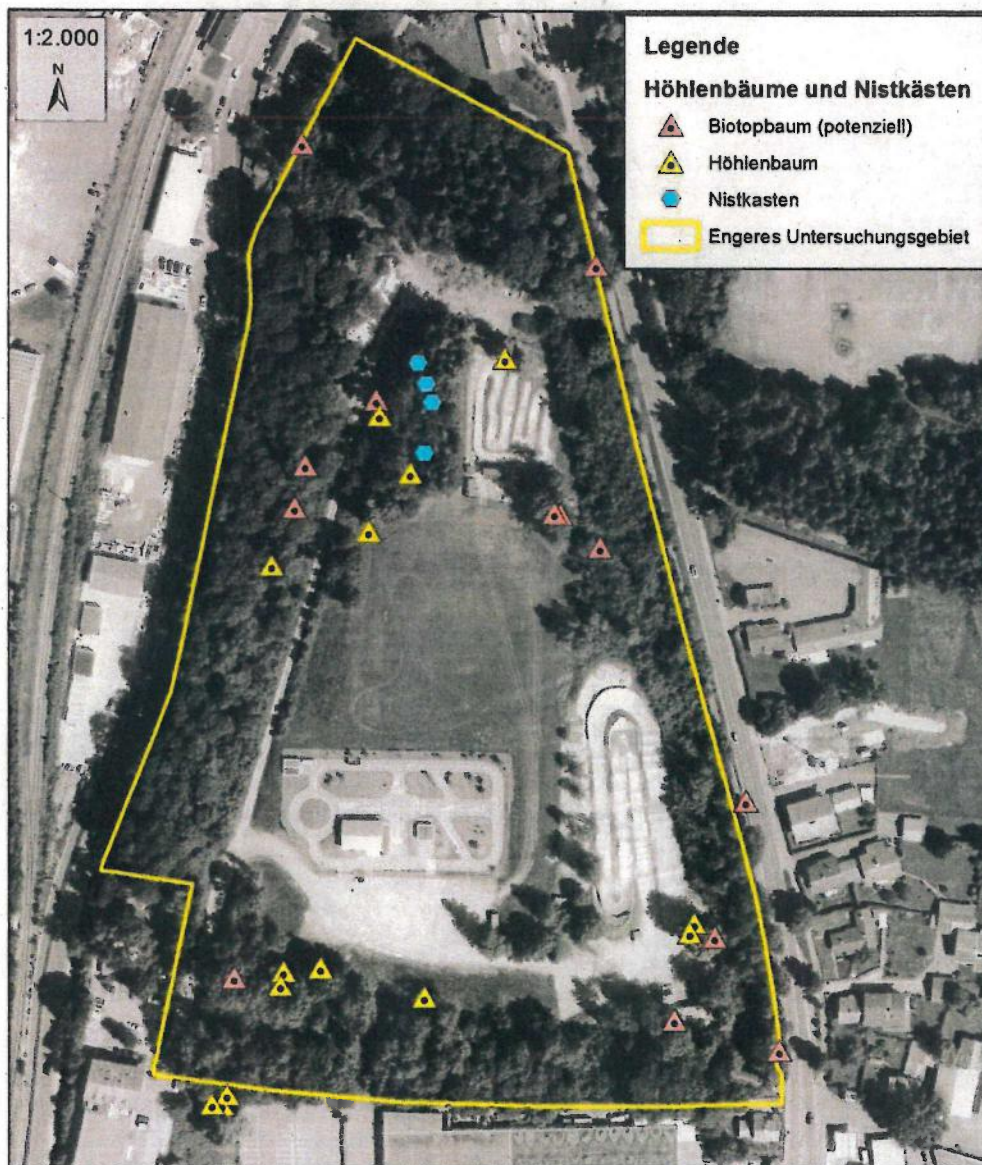 1:2.000
N
Legende
Höhlenbäume und Nistkästen
Biotopbaum (potenziell)
Höhlenbaum
Nistkasten
Engeres Untersuchungsgebiet